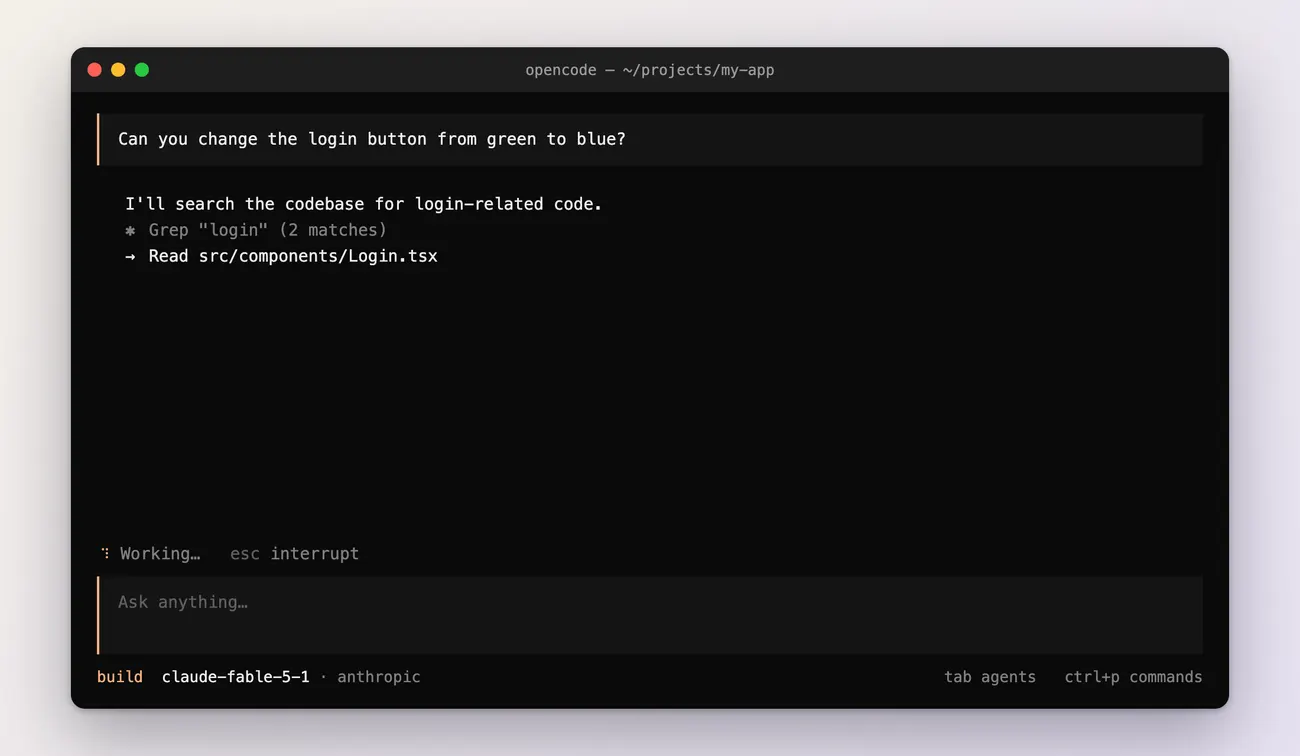 opencode — ~/projects/my-app
Can you change the login button from green to blue?
I'll search the codebase for login-related code.
✱ Grep "login" (2 matches)
→ Read src/components/Login.tsx
Working… esc interrupt
Ask anything…
build claude-fable-5-1 · anthropic tab agents ctrl+p commands